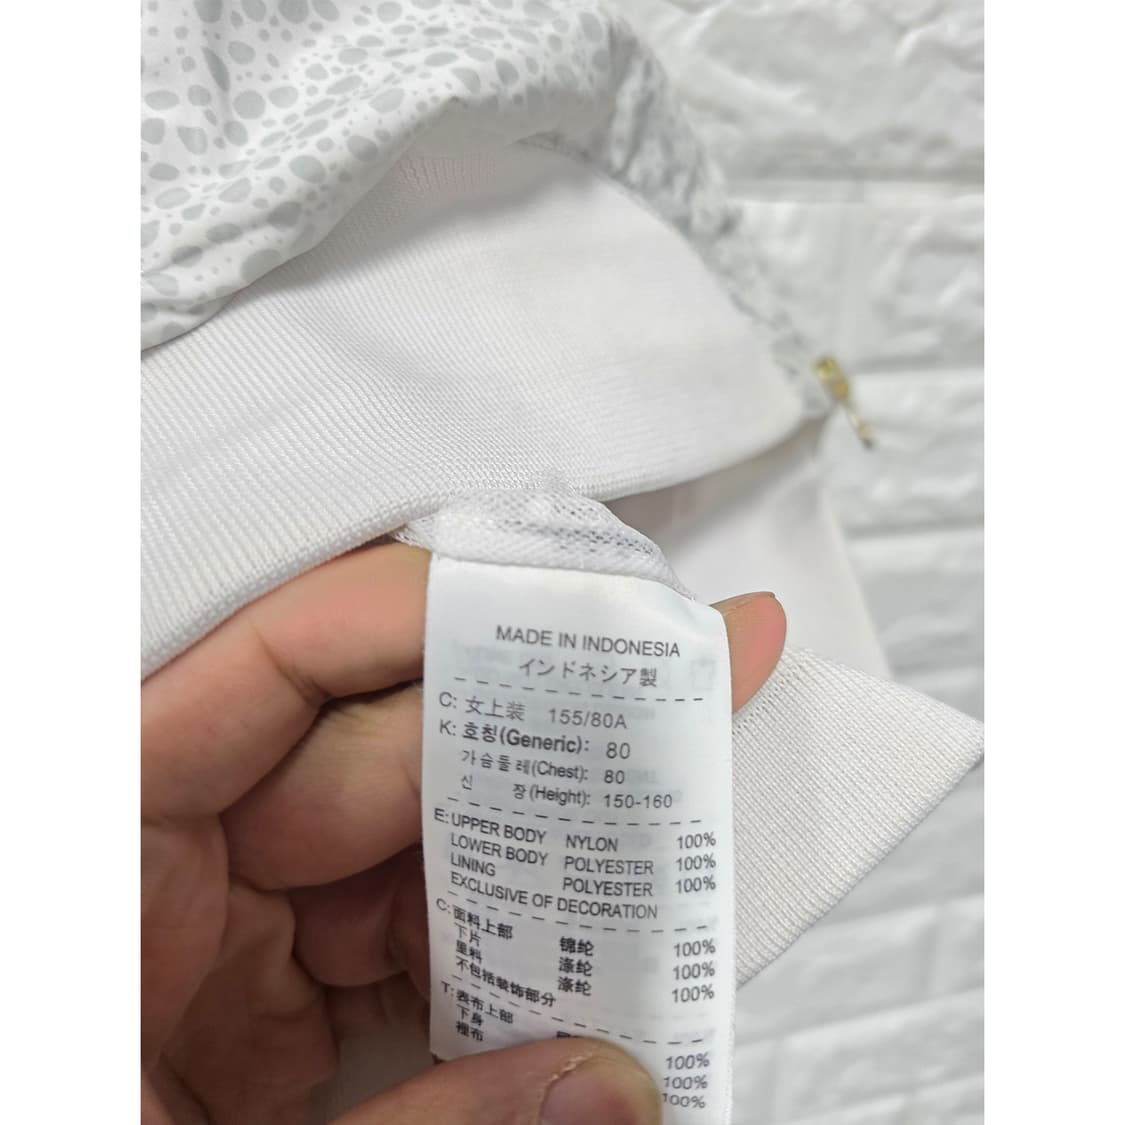 MADE IN INDONESIA
インドネシア製
C: 女上装 155/80A
K: 호칭(Generic): 80
가슴둘레(Chest): 80
신 장(Height): 150-160
E: UPPER BODY NYLON 100%
LOWER BODY POLYESTER 100%
LINING POLYESTER 100%
EXCLUSIVE OF DECORATION
C: 面料上部 锦纶 100%
下片 涤纶 100%
里料 涤纶 100%
不包括装饰部分
T: 表布上部 100%
下身 100%
裡布 100%